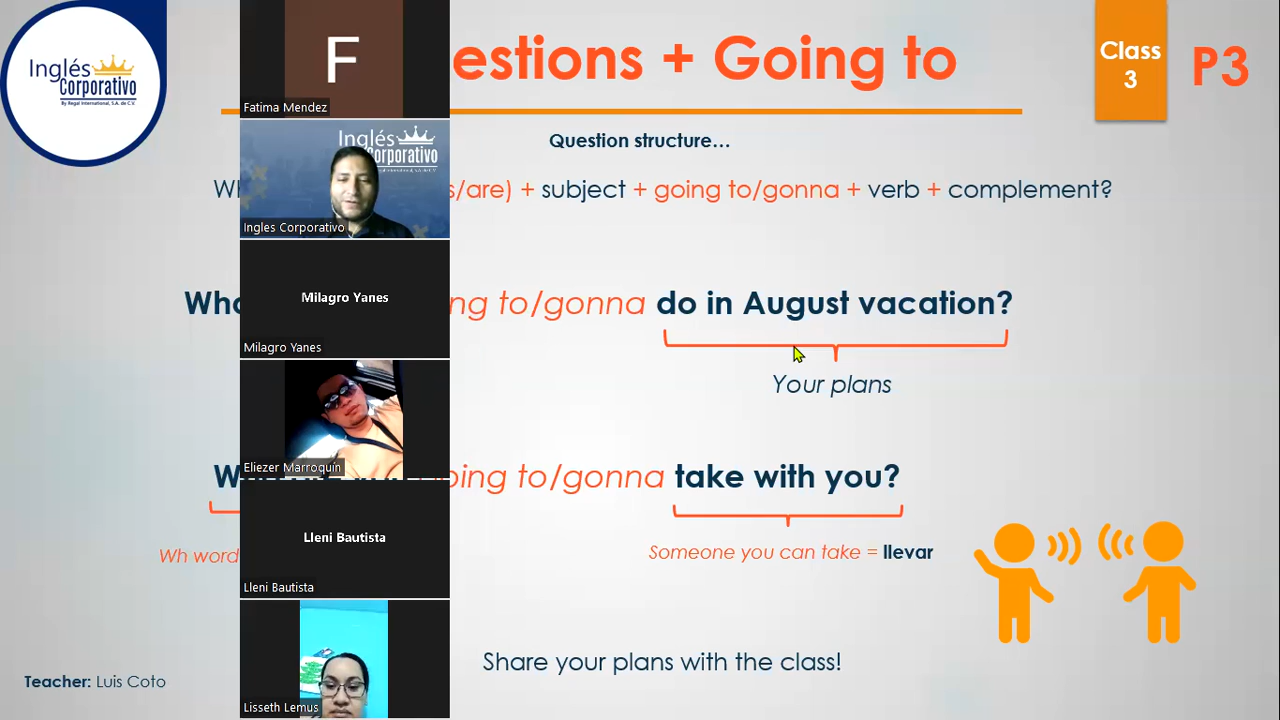 F
Fatima Mendez
Inglés
Corporativo
By Regal International, S.A. de C.V.
estions + Going to
Class
3
P3
Question structure…
Inglés
Corporativo
Ingles Corporativo
s/are) + subject + going to/gonna + verb + complement?
Milagro Yanes
Milagro Yanes
ng to/gonna do in August vacation?
Your plans
Eliezer Marroquín
going to/gonna take with you?
Lleni Bautista
Lleni Bautista
Wh word
Someone you can take = llevar
Share your plans with the class!
Teacher: Luis Coto
Lisseth Lemus